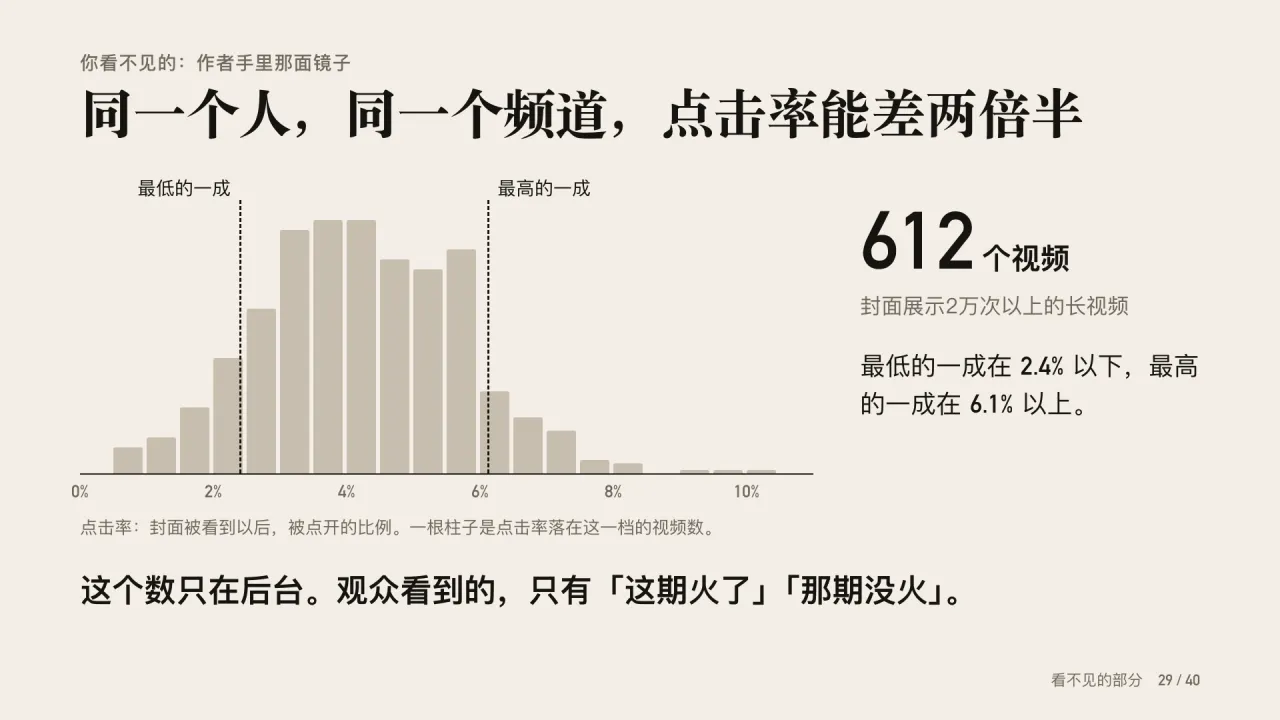 你看不见的：作者手里那面镜子
同一个人，同一个频道，点击率能差两倍半
最低的一成
最高的一成
0%
2%
4%
6%
8%
10%
点击率：封面被看到以后，被点开的比例。一根柱子是点击率落在这一档的视频数。
612 个视频
封面展示2万次以上的长视频
最低的一成在 2.4% 以下，最高
的一成在 6.1% 以上。
这个数只在后台。观众看到的，只有「这期火了」「那期没火」。
看不见的部分 29 / 40